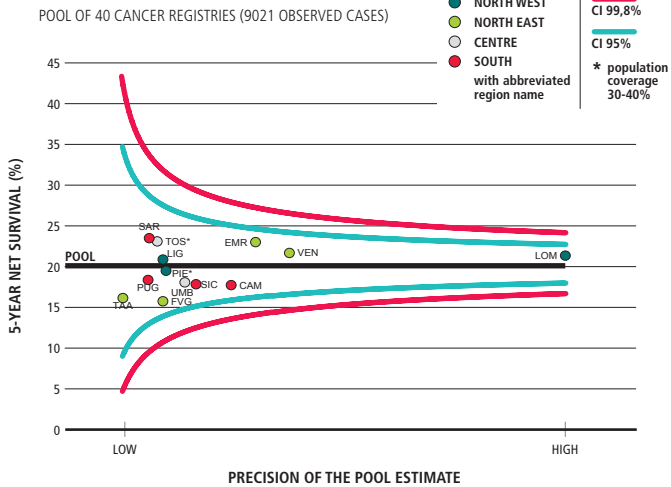 POOL OF 40 CANCER REGISTRIES (9021 OBSERVED CASES)
NORTH WEST
NORTH EAST
CENTRE
SOUTH
with abbreviated
region name
CI 99,8%
CI 95%
* population
coverage
30-40%
5-YEAR NET SURVIVAL (%)
45
40
35
30
25
20
15
10
5
0
POOL
SAR
TOS*
LIG
PIE*
PUG
UMB
SIC
CAM
TAA
FVG
EMR
VEN
LOM
LOW
HIGH
PRECISION OF THE POOL ESTIMATE